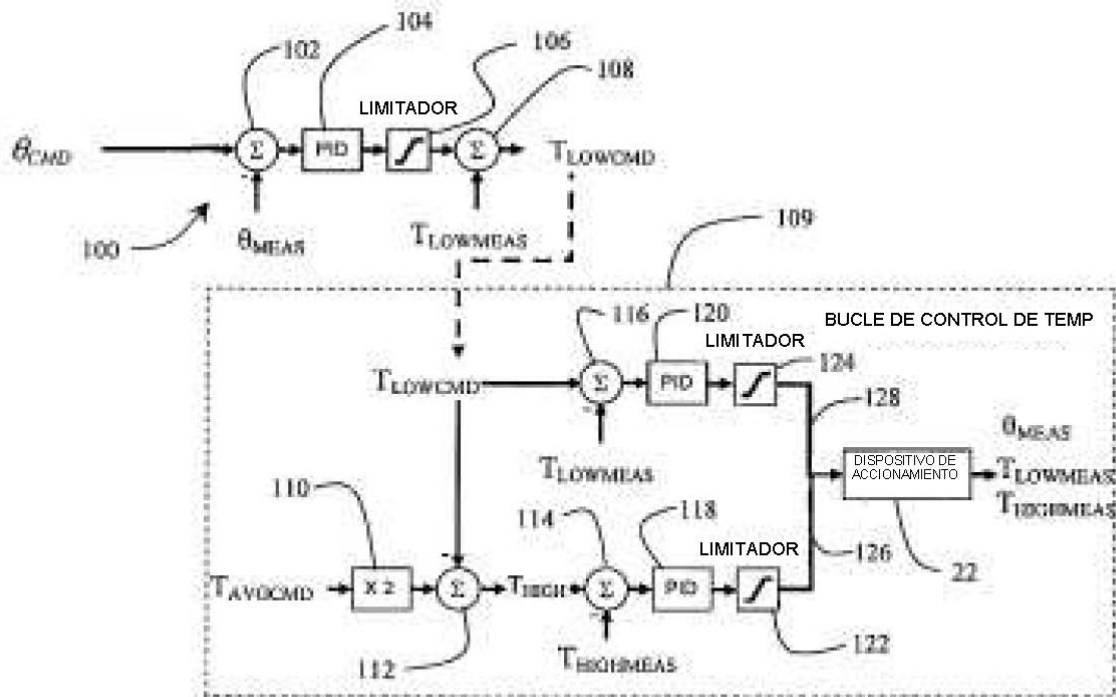 102
104
106
108
LIMITADOR
θCMD
Σ
PID
Σ
TLOWCMD
100
θMEAS
TLOWMEAS
109
116
120
BUCLE DE CONTROL DE TEMP
LIMITADOR
124
TLOWCMD
Σ
PID
128
θMEAS
TLOWMEAS
DISPOSITIVO DE
ACCIONAMIENTO
TLOWMEAS
THIGHMEAS
110
114
118
LIMITADOR
126
22
TAVGCMD
X 2
Σ
THIGH
Σ
PID
112
THIGHMEAS
122